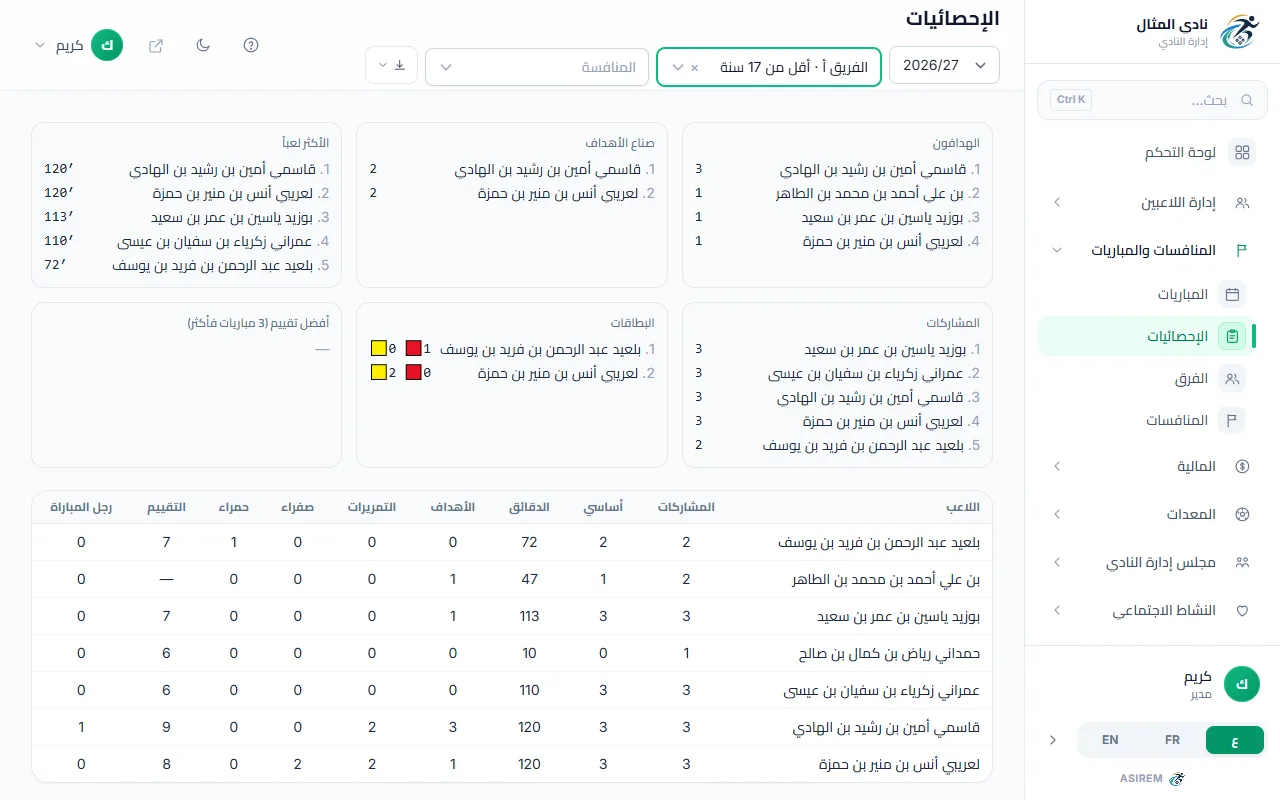 نادي المثال
إدارة النادي
بحث...
Ctrl K
لوحة التحكم
إدارة اللاعبين
المنافسات والمباريات
المباريات
الإحصائيات
الفرق
المنافسات
المالية
المعدات
مجلس إدارة النادي
النشاط الاجتماعي
ك
كريم
مدير
ع FR EN
ASIREM
الإحصائيات
2026/27
الفريق أ · أقل من 17 سنة ×
المنافسة
ك كريم
الهدافون
1. قاسمي أمين بن رشيد بن الهادي 3
2. بن علي أحمد بن محمد بن الطاهر 1
3. بوزيد ياسين بن عمر بن سعيد 1
4. لعريبي أنس بن منير بن حمزة 1
صناع الأهداف
1. قاسمي أمين بن رشيد بن الهادي 2
2. لعريبي أنس بن منير بن حمزة 2
الأكثر لعباً
1. قاسمي أمين بن رشيد بن الهادي 120′
2. لعريبي أنس بن منير بن حمزة 120′
3. بوزيد ياسين بن عمر بن سعيد 113′
4. عمراني زكرياء بن سفيان بن عيسى 110′
5. بلعيد عبد الرحمن بن فريد بن يوسف 72′
المشاركات
1. بوزيد ياسين بن عمر بن سعيد 3
2. عمراني زكرياء بن سفيان بن عيسى 3
3. قاسمي أمين بن رشيد بن الهادي 3
4. لعريبي أنس بن منير بن حمزة 3
5. بلعيد عبد الرحمن بن فريد بن يوسف 2
البطاقات
1. بلعيد عبد الرحمن بن فريد بن يوسف 1 0
2. لعريبي أنس بن منير بن حمزة 0 2
أفضل تقييم (3 مباريات فأكثر)
—
اللاعب المشاركات أساسي الدقائق الأهداف التمريرات صفراء حمراء التقييم رجل المباراة
بلعيد عبد الرحمن بن فريد بن يوسف 2 2 72 0 0 0 1 7 0
بن علي أحمد بن محمد بن الطاهر 2 1 47 1 0 0 0 — 0
بوزيد ياسين بن عمر بن سعيد 3 3 113 1 0 0 0 7 0
حمداني رياض بن كمال بن صالح 1 0 10 0 0 0 0 6 0
عمراني زكرياء بن سفيان بن عيسى 3 3 110 0 0 0 0 6 0
قاسمي أمين بن رشيد بن الهادي 3 3 120 3 2 0 0 9 1
لعريبي أنس بن منير بن حمزة 3 3 120 1 2 2 0 8 0